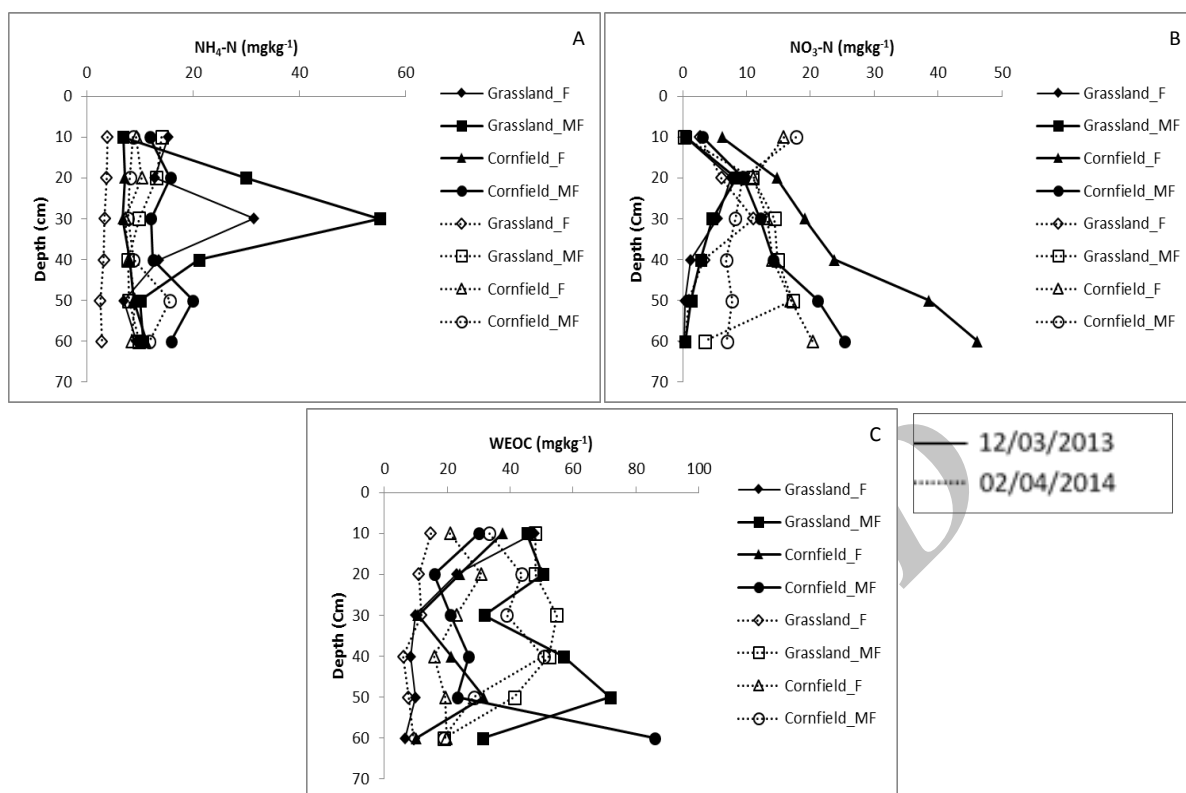 NH₄-N (mgkg⁻¹)
A
0 20 40 60
Depth (Cm)
0
10
20
30
40
50
60
70
Grassland_F
Grassland_MF
Cornfield_F
Cornfield_MF
Grassland_F
Grassland_MF
Cornfield_F
Cornfield_MF
NO₃-N (mgkg⁻¹)
B
0 10 20 30 40 50
Depth (Cm)
0
10
20
30
40
50
60
70
Grassland_F
Grassland_MF
Cornfield_F
Cornfield_MF
Grassland_F
Grassland_MF
Cornfield_F
Cornfield_MF
WEOC (mgkg⁻¹)
C
0 20 40 60 80 100
Depth (Cm)
0
10
20
30
40
50
60
70
Grassland_F
Grassland_MF
Cornfield_F
Cornfield_MF
Grassland_F
Grassland_MF
Cornfield_F
Cornfield_MF
12/03/2013
02/04/2014